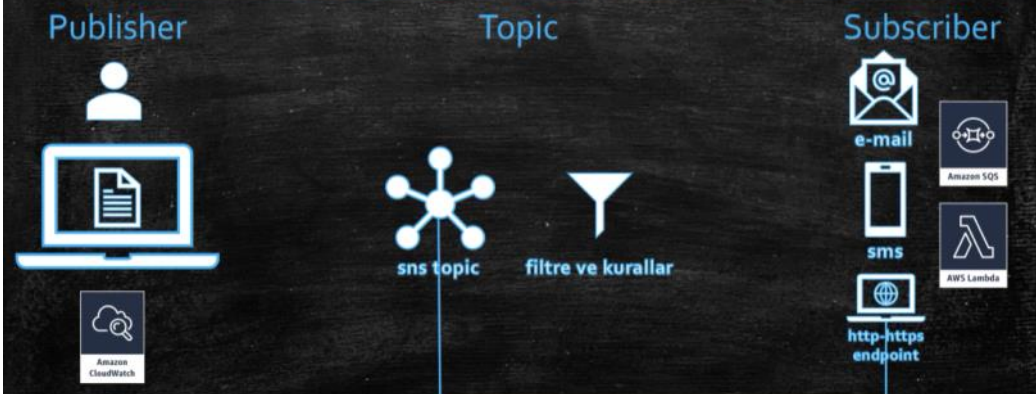 Publisher
Topic
Subscriber
e-mail
Amazon SQS
sms
AWS Lambda
sns topic
filtre ve kurallar
http-https
endpoint
Amazon
CloudWatch